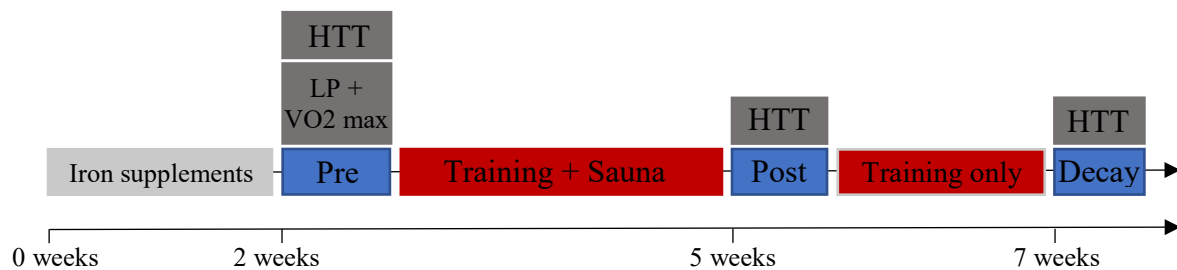 HTT
LP +
VO2 max
HTT
HTT
Iron supplements
Pre
Training + Sauna
Post
Training only
Decay
0 weeks
2 weeks
5 weeks
7 weeks